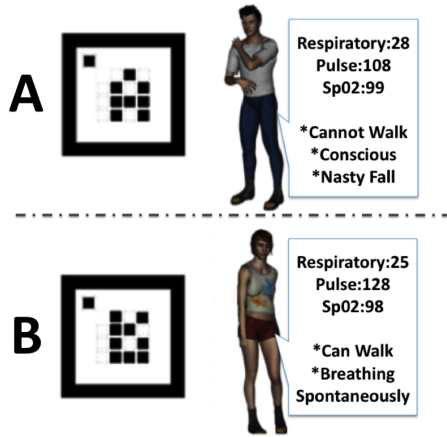 A
Respiratory:28
Pulse:108
Sp02:99
*Cannot Walk
*Conscious
*Nasty Fall
B
Respiratory:25
Pulse:128
Sp02:98
*Can Walk
*Breathing
Spontaneously